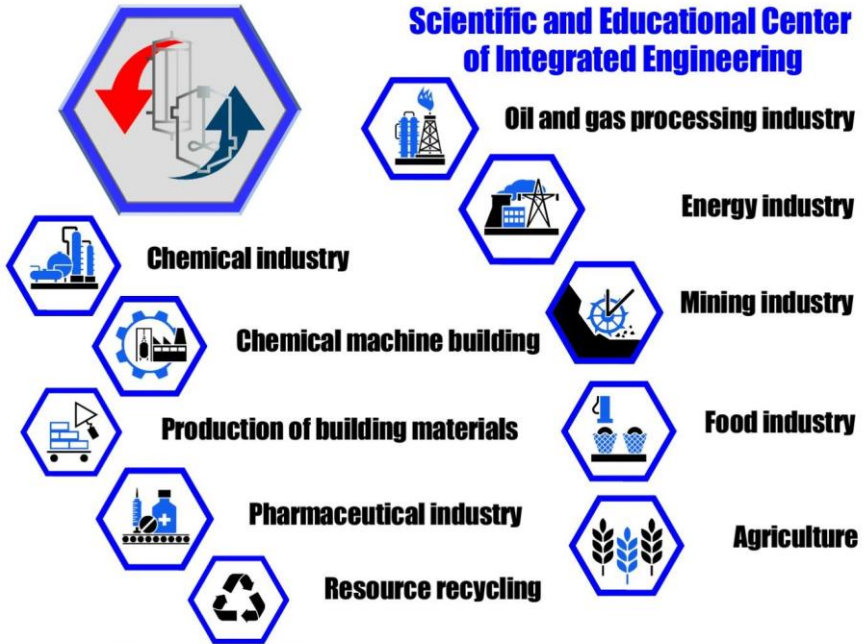 Scientific and Educational Center
of Integrated Engineering
Oil and gas processing industry
Energy industry
Chemical industry
Mining industry
Chemical machine building
Food industry
Production of building materials
Pharmaceutical industry
Agriculture
Resource recycling